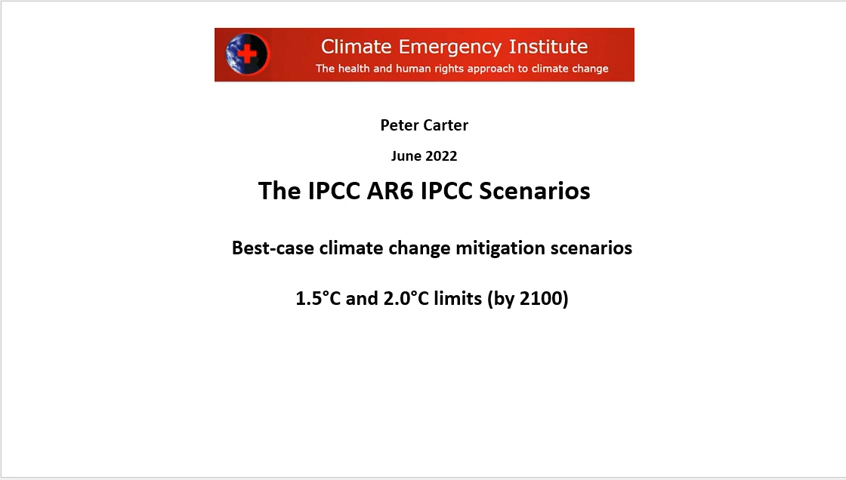 Climate Emergency Institute
The health and human rights approach to climate change
Peter Carter
June 2022
The IPCC AR6 IPCC Scenarios
Best-case climate change mitigation scenarios
1.5°C and 2.0°C limits (by 2100)